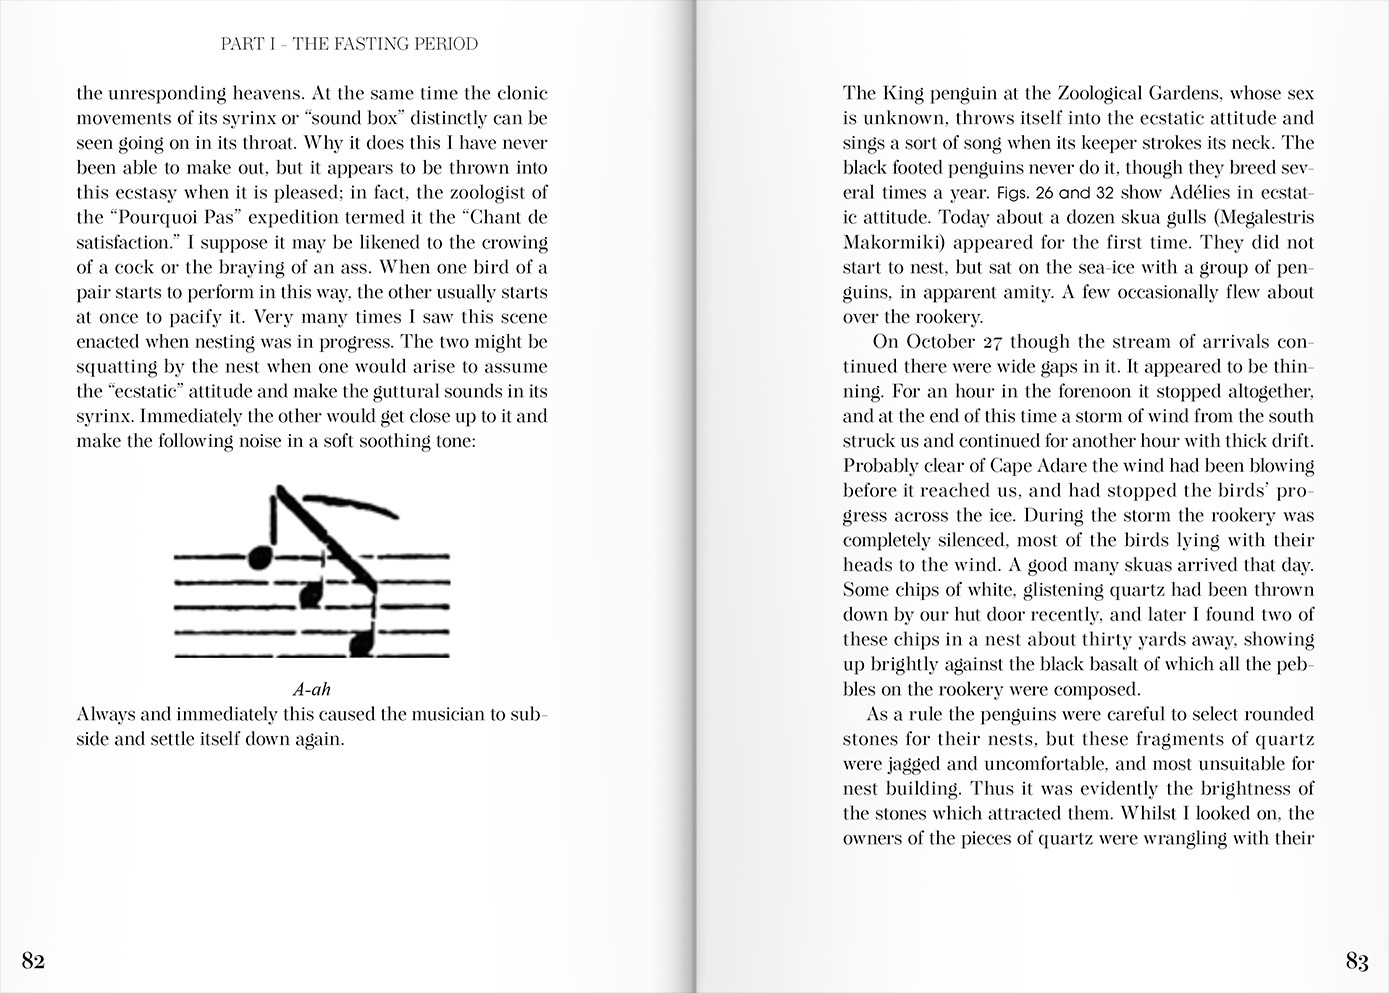 PART I - THE FASTING PERIOD
the unresponding heavens. At the same time the clonic
movements of its syrinx or “sound box” distinctly can be
seen going on in its throat. Why it does this I have never
been able to make out, but it appears to be thrown into
this ecstasy when it is pleased; in fact, the zoologist of
the “Pourquoi Pas” expedition termed it the “Chant de
satisfaction.” I suppose it may be likened to the crowing
of a cock or the braying of an ass. When one bird of a
pair starts to perform in this way, the other usually starts
at once to pacify it. Very many times I saw this scene
enacted when nesting was in progress. The two might be
squatting by the nest when one would arise to assume
the “ecstatic” attitude and make the guttural sounds in its
syrinx. Immediately the other would get close up to it and
make the following noise in a soft soothing tone:
A-ah
Always and immediately this caused the musician to sub-
side and settle itself down again.
82
The King penguin at the Zoological Gardens, whose sex
is unknown, throws itself into the ecstatic attitude and
sings a sort of song when its keeper strokes its neck. The
black footed penguins never do it, though they breed sev-
eral times a year. Figs. 26 and 32 show Adélies in ecstat-
ic attitude. Today about a dozen skua gulls (Megalestris
Makormiki) appeared for the first time. They did not
start to nest, but sat on the sea-ice with a group of pen-
guins, in apparent amity. A few occasionally flew about
over the rookery.
On October 27 though the stream of arrivals con-
tinued there were wide gaps in it. It appeared to be thin-
ning. For an hour in the forenoon it stopped altogether,
and at the end of this time a storm of wind from the south
struck us and continued for another hour with thick drift.
Probably clear of Cape Adare the wind had been blowing
before it reached us, and had stopped the birds’ pro-
gress across the ice. During the storm the rookery was
completely silenced, most of the birds lying with their
heads to the wind. A good many skuas arrived that day.
Some chips of white, glistening quartz had been thrown
down by our hut door recently, and later I found two of
these chips in a nest about thirty yards away, showing
up brightly against the black basalt of which all the peb-
bles on the rookery were composed.
As a rule the penguins were careful to select rounded
stones for their nests, but these fragments of quartz
were jagged and uncomfortable, and most unsuitable for
nest building. Thus it was evidently the brightness of
the stones which attracted them. Whilst I looked on, the
owners of the pieces of quartz were wrangling with their
83